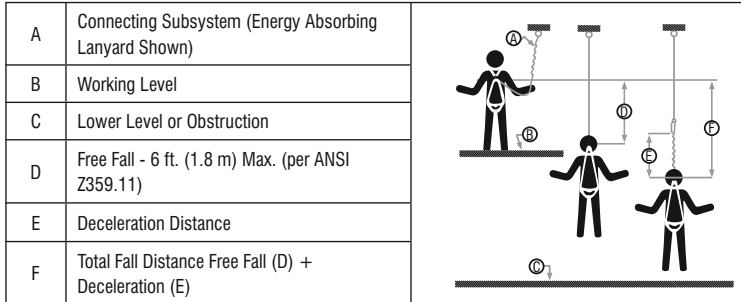 A
Connecting Subsystem (Energy Absorbing
Lanyard Shown)
B
Working Level
C
Lower Level or Obstruction
D
Free Fall - 6 ft. (1.8 m) Max. (per ANSI
Z359.11)
E
Deceleration Distance
F
Total Fall Distance Free Fall (D) +
Deceleration (E)
A
B
D
E
F
C